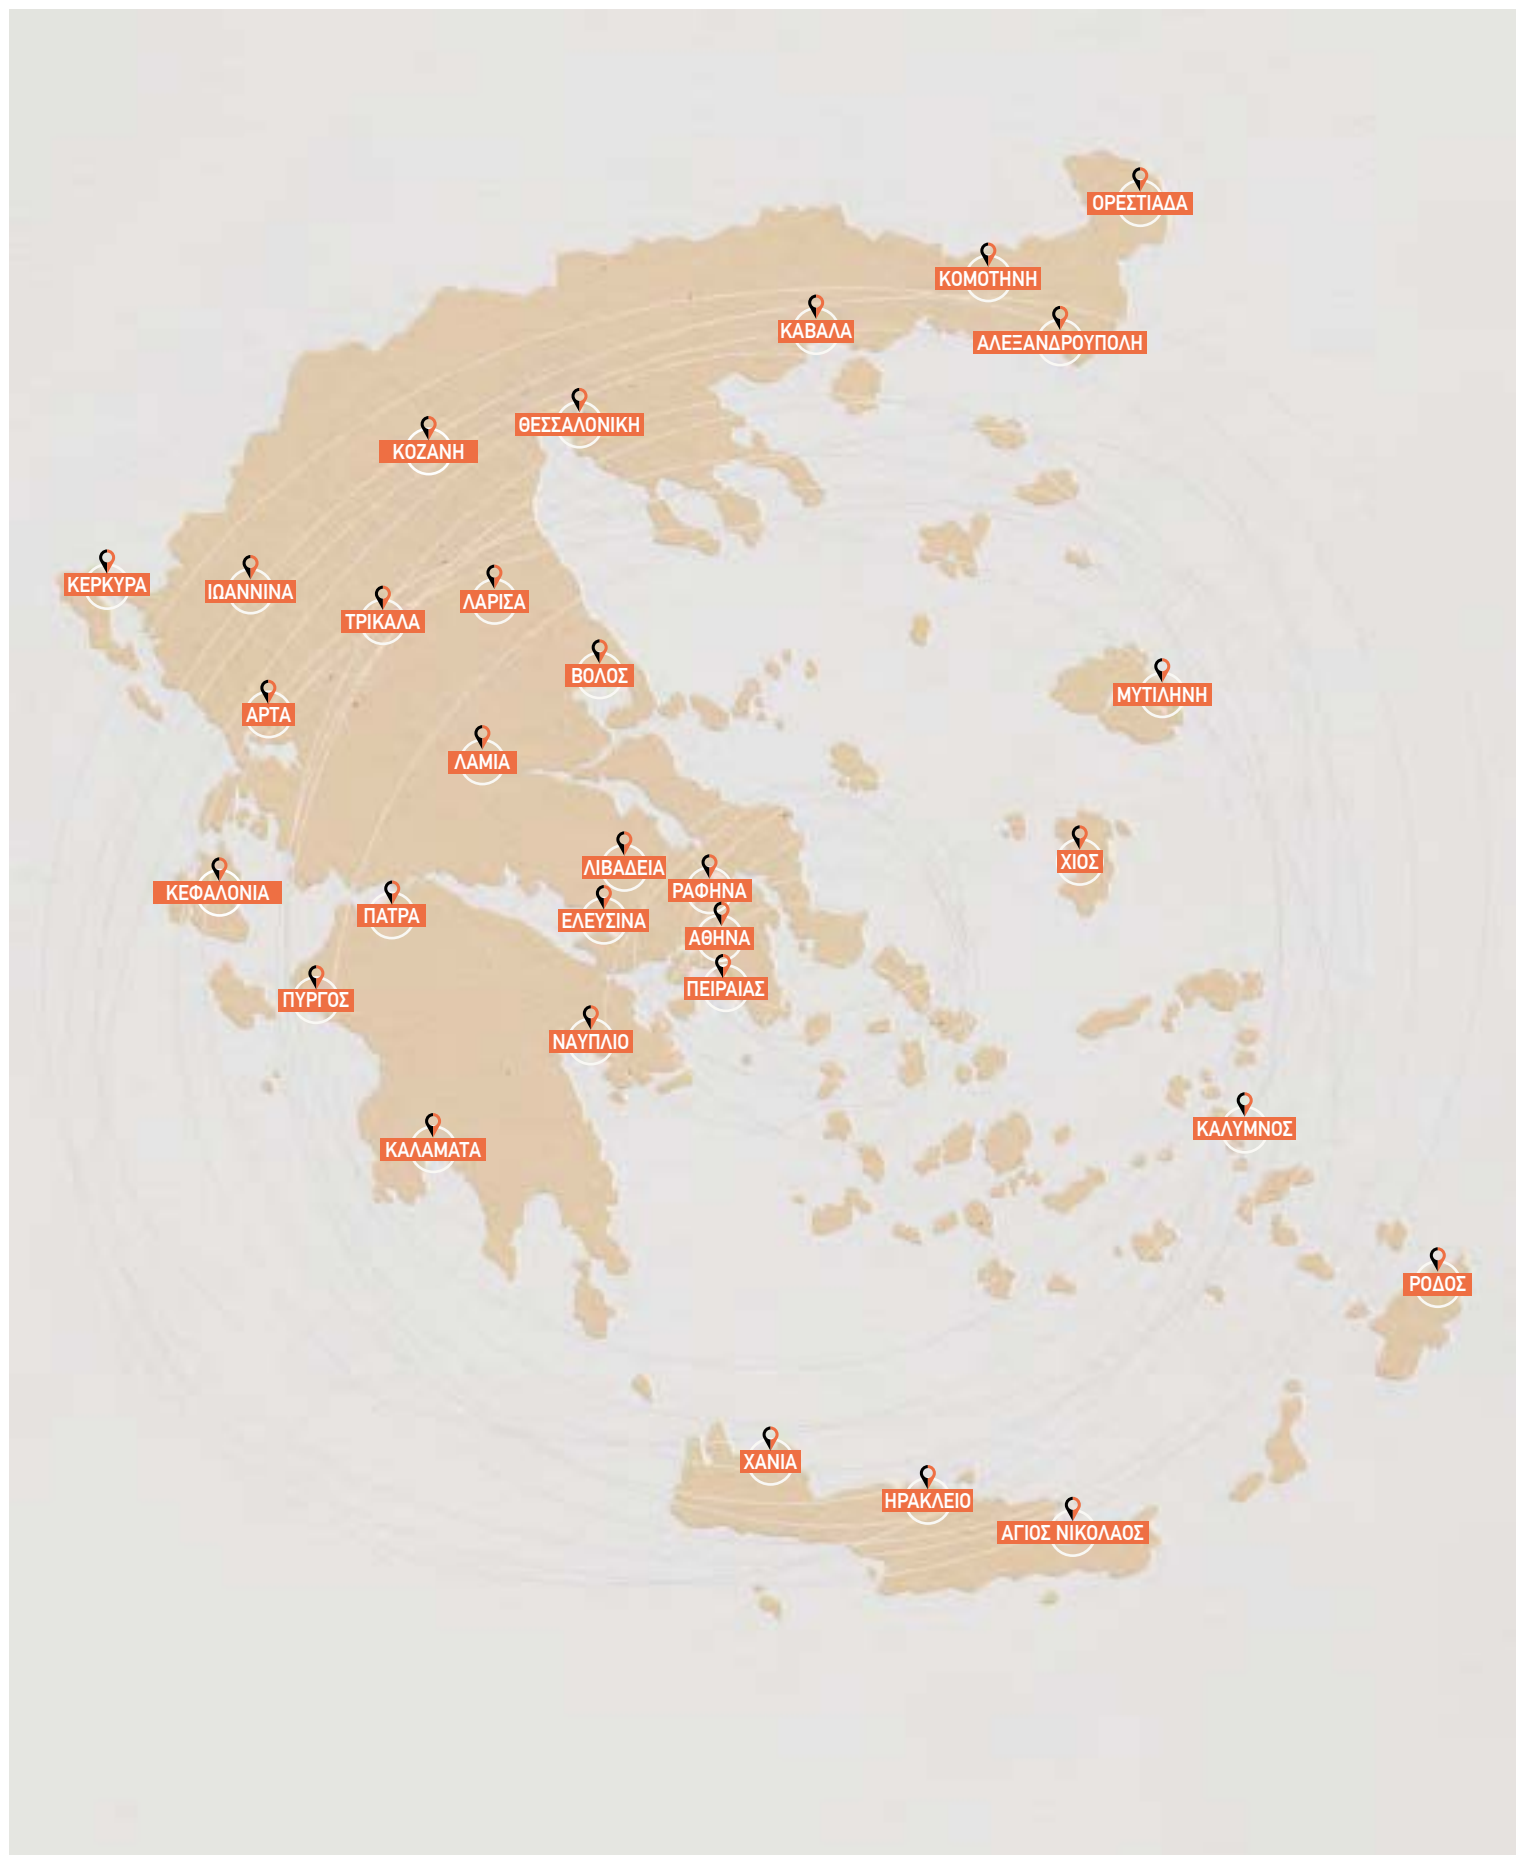 ΟΡΕΣΤΙΑΔΑ
ΚΟΜΟΤΗΝΗ
ΚΑΒΑΛΑ
ΑΛΕΞΑΝΔΡΟΥΠΟΛΗ
ΘΕΣΣΑΛΟΝΙΚΗ
ΚΟΖΑΝΗ
ΚΕΡΚΥΡΑ
ΙΩΑΝΝΙΝΑ
ΛΑΡΙΣΑ
ΤΡΙΚΑΛΑ
ΒΟΛΟΣ
ΜΥΤΙΛΗΝΗ
ΑΡΤΑ
ΛΑΜΙΑ
ΧΙΟΣ
ΛΙΒΑΔΕΙΑ
ΚΕΦΑΛΟΝΙΑ
ΡΑΦΗΝΑ
ΠΑΤΡΑ
ΕΛΕΥΣΙΝΑ
ΑΘΗΝΑ
ΠΕΙΡΑΙΑΣ
ΠΥΡΓΟΣ
ΝΑΥΠΛΙΟ
ΚΑΛΥΜΝΟΣ
ΚΑΛΑΜΑΤΑ
ΡΟΔΟΣ
ΧΑΝΙΑ
ΗΡΑΚΛΕΙΟ
ΑΓΙΟΣ ΝΙΚΟΛΑΟΣ